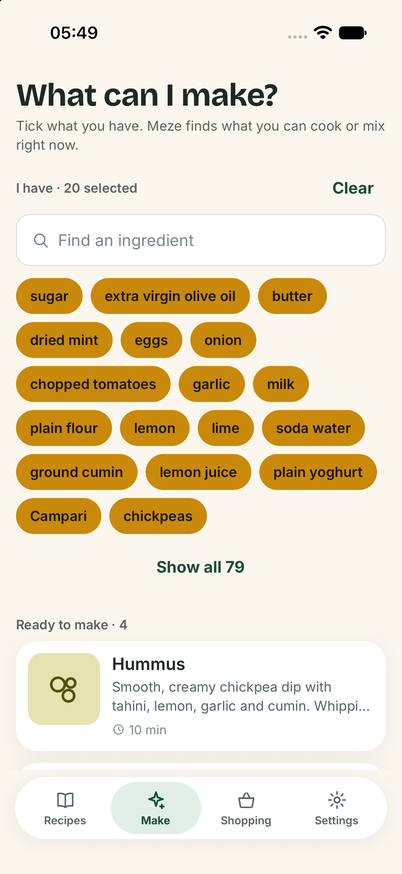 05:49
What can I make?
Tick what you have. Meze finds what you can cook or mix
right now.
I have · 20 selected
Clear
Find an ingredient
sugar
extra virgin olive oil
butter
dried mint
eggs
onion
chopped tomatoes
garlic
milk
plain flour
lemon
lime
soda water
ground cumin
lemon juice
plain yoghurt
Campari
chickpeas
Show all 79
Ready to make · 4
Hummus
Smooth, creamy chickpea dip with
tahini, lemon, garlic and cumin. Whippi...
10 min
Recipes
Make
Shopping
Settings